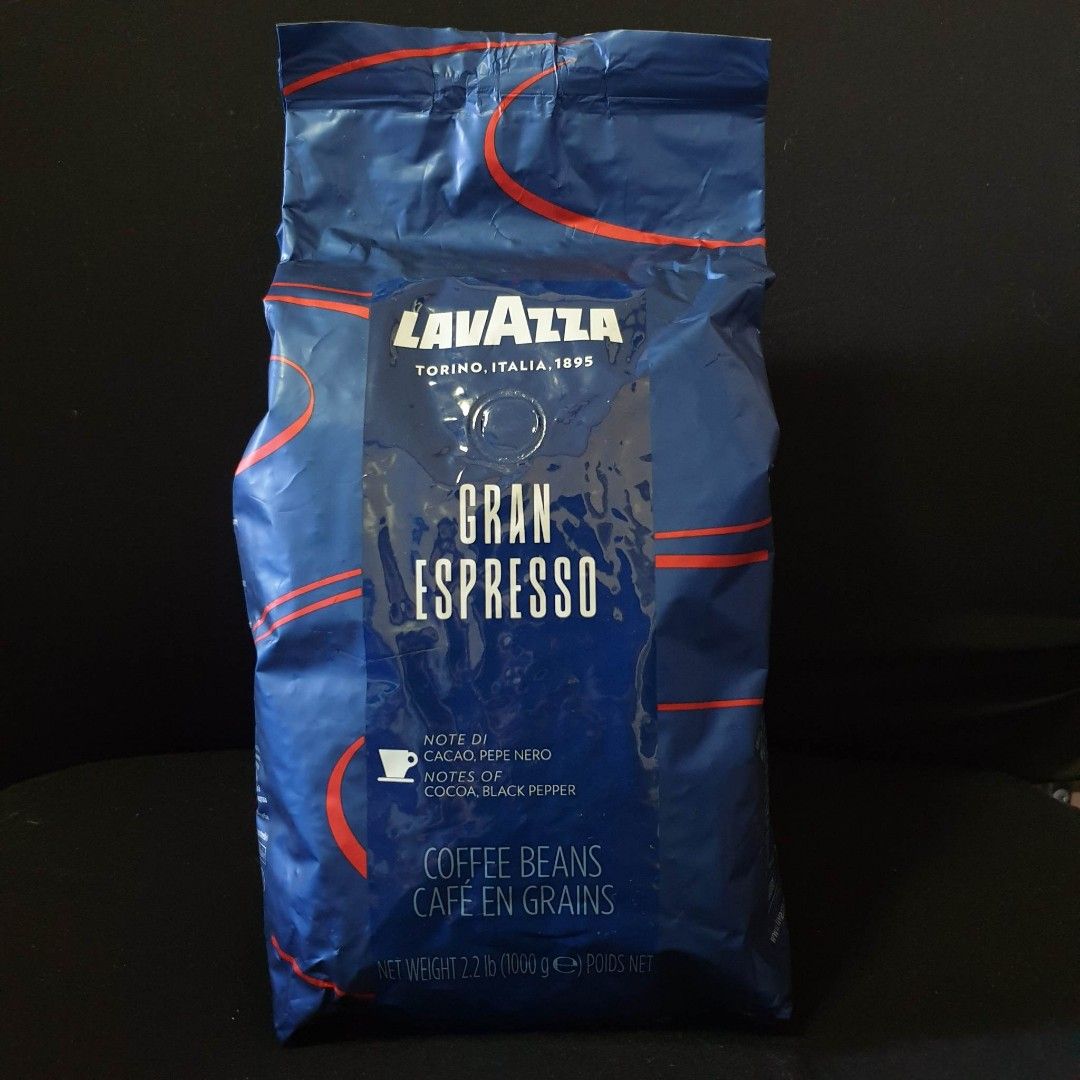 LAVAZZA
TORINO, ITALIA, 1895
GRAN
ESPRESSO
NOTE DI
CACAO, PEPE NERO
NOTES OF
COCOA, BLACK PEPPER
COFFEE BEANS
CAFÉ EN GRAINS
NET WEIGHT 2.2 lb (1000 g ℮) POIDS NET